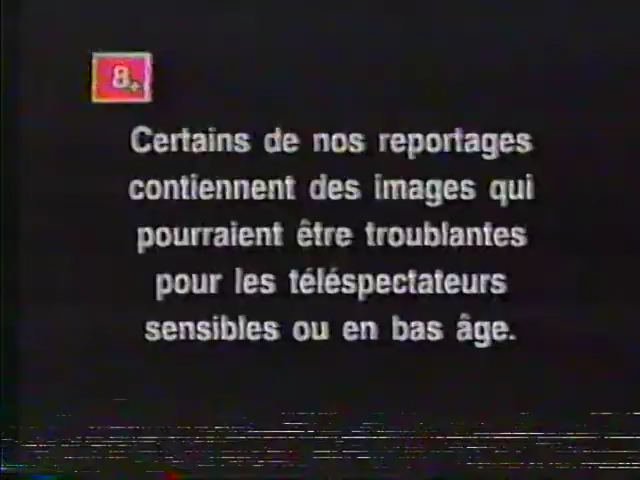 8+
Certains de nos reportages
contiennent des images qui
pourraient être troublantes
pour les téléspectateurs
sensibles ou en bas âge.